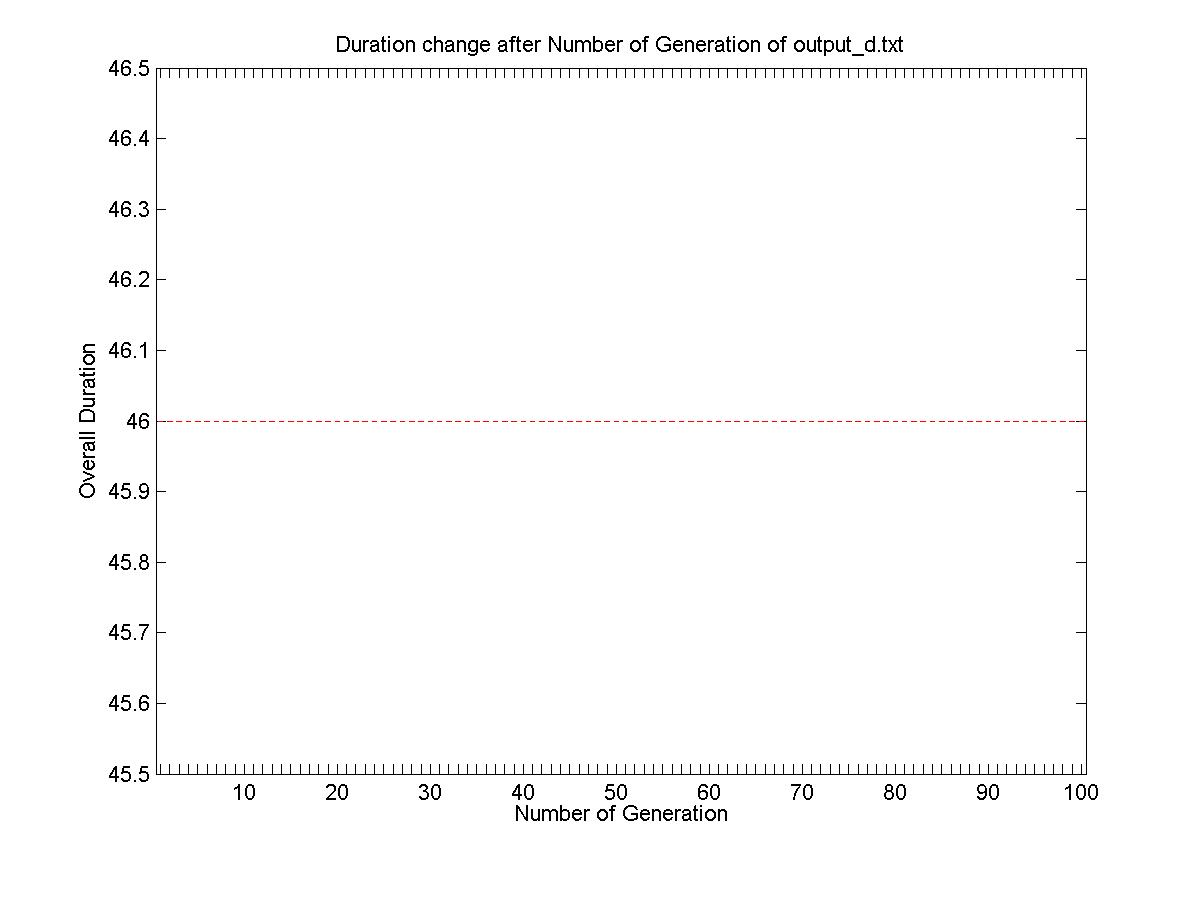 Duration change after Number of Generation of output_d.txt
46.5
46.4
46.3
46.2
46.1
46
45.9
45.8
45.7
45.6
45.5
Overall Duration
10 20 30 40 50 60 70 80 90 100
Number of Generation